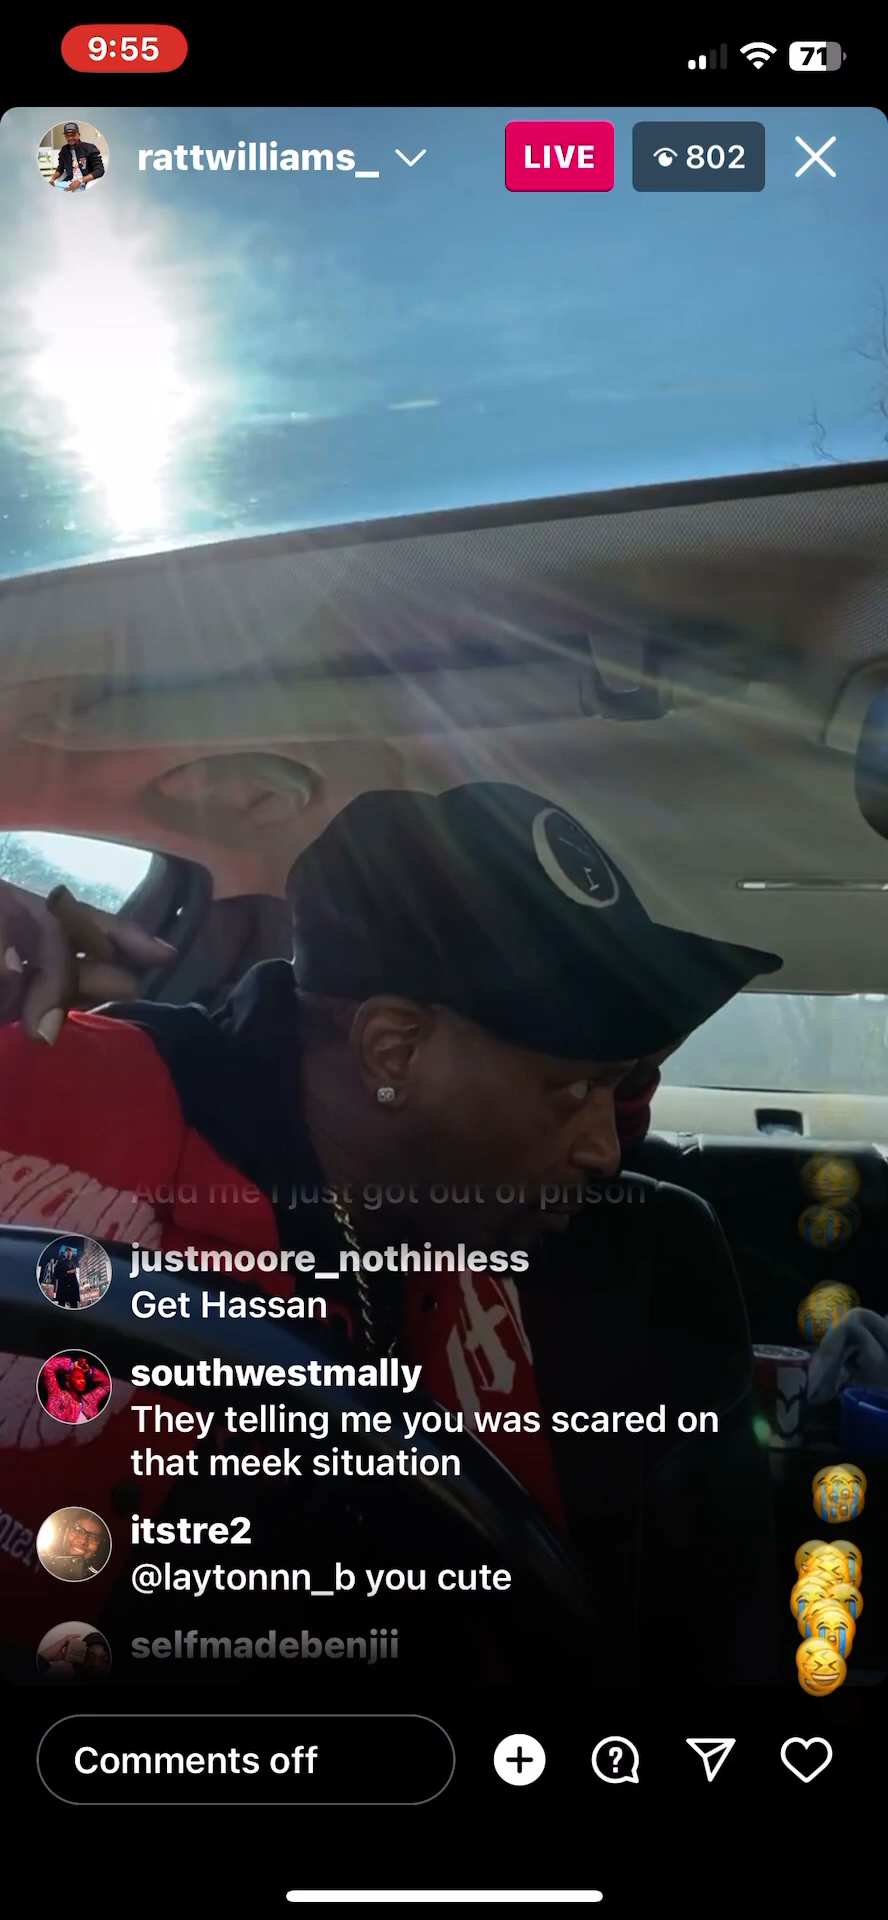 9:55
71
rattwilliams_
LIVE
802
Add me I just got out of prison
justmoore_nothinless
Get Hassan
southwestmally
They telling me you was scared on
that meek situation
itstre2
@laytonnn_b you cute
selfmadebenjii
Comments off